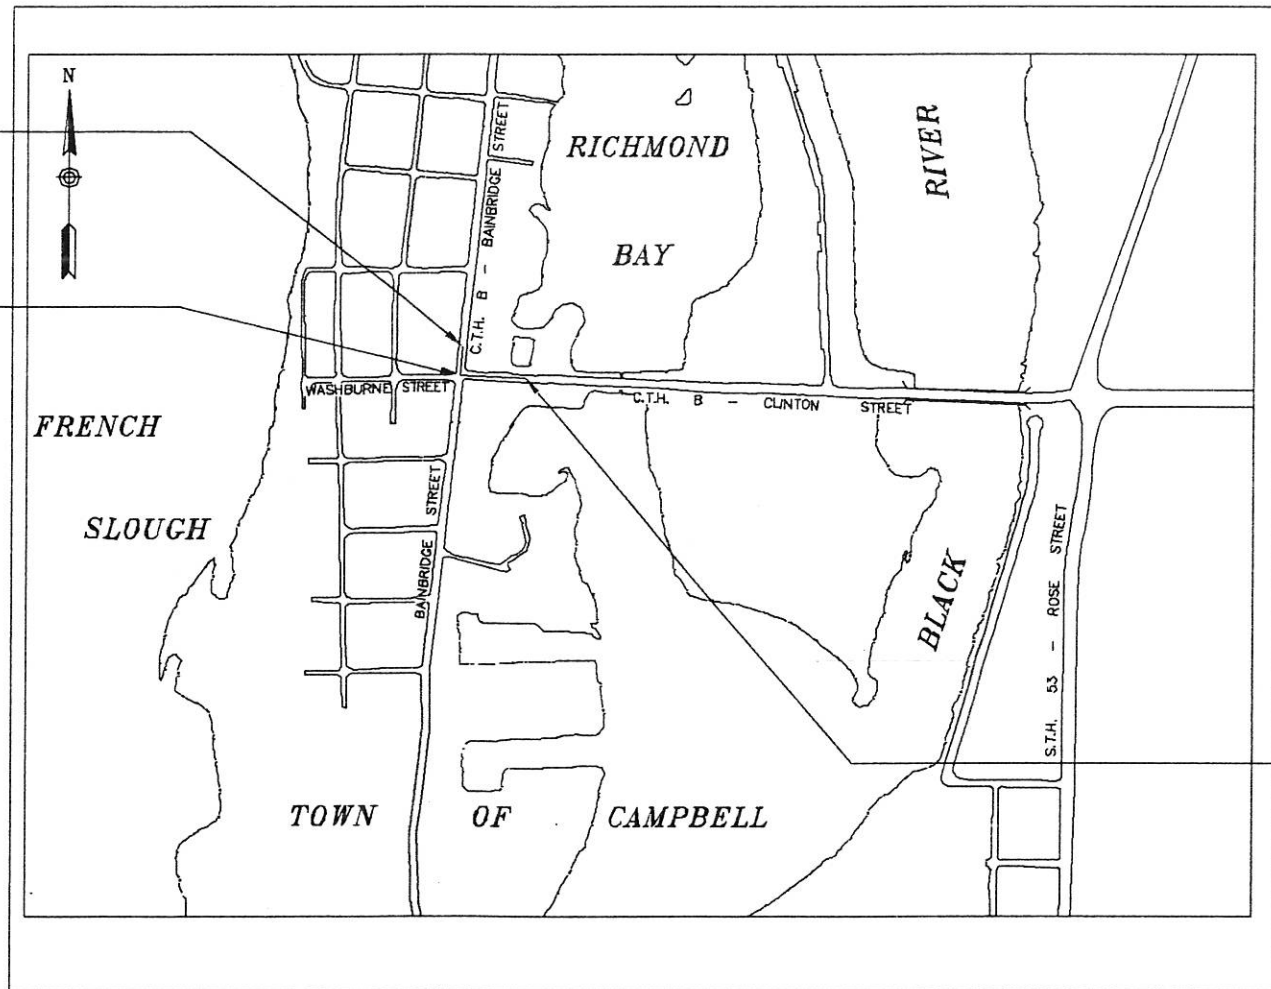 N
RICHMOND
BAY
RIVER
C.T.H. B - BAINBRIDGE STREET
WASHBURNE STREET
C.T.H. B - CLINTON STREET
FRENCH
SLOUGH
BAINBRIDGE STREET
BLACK
S.T.H. 53 - ROSE STREET
TOWN OF CAMPBELL